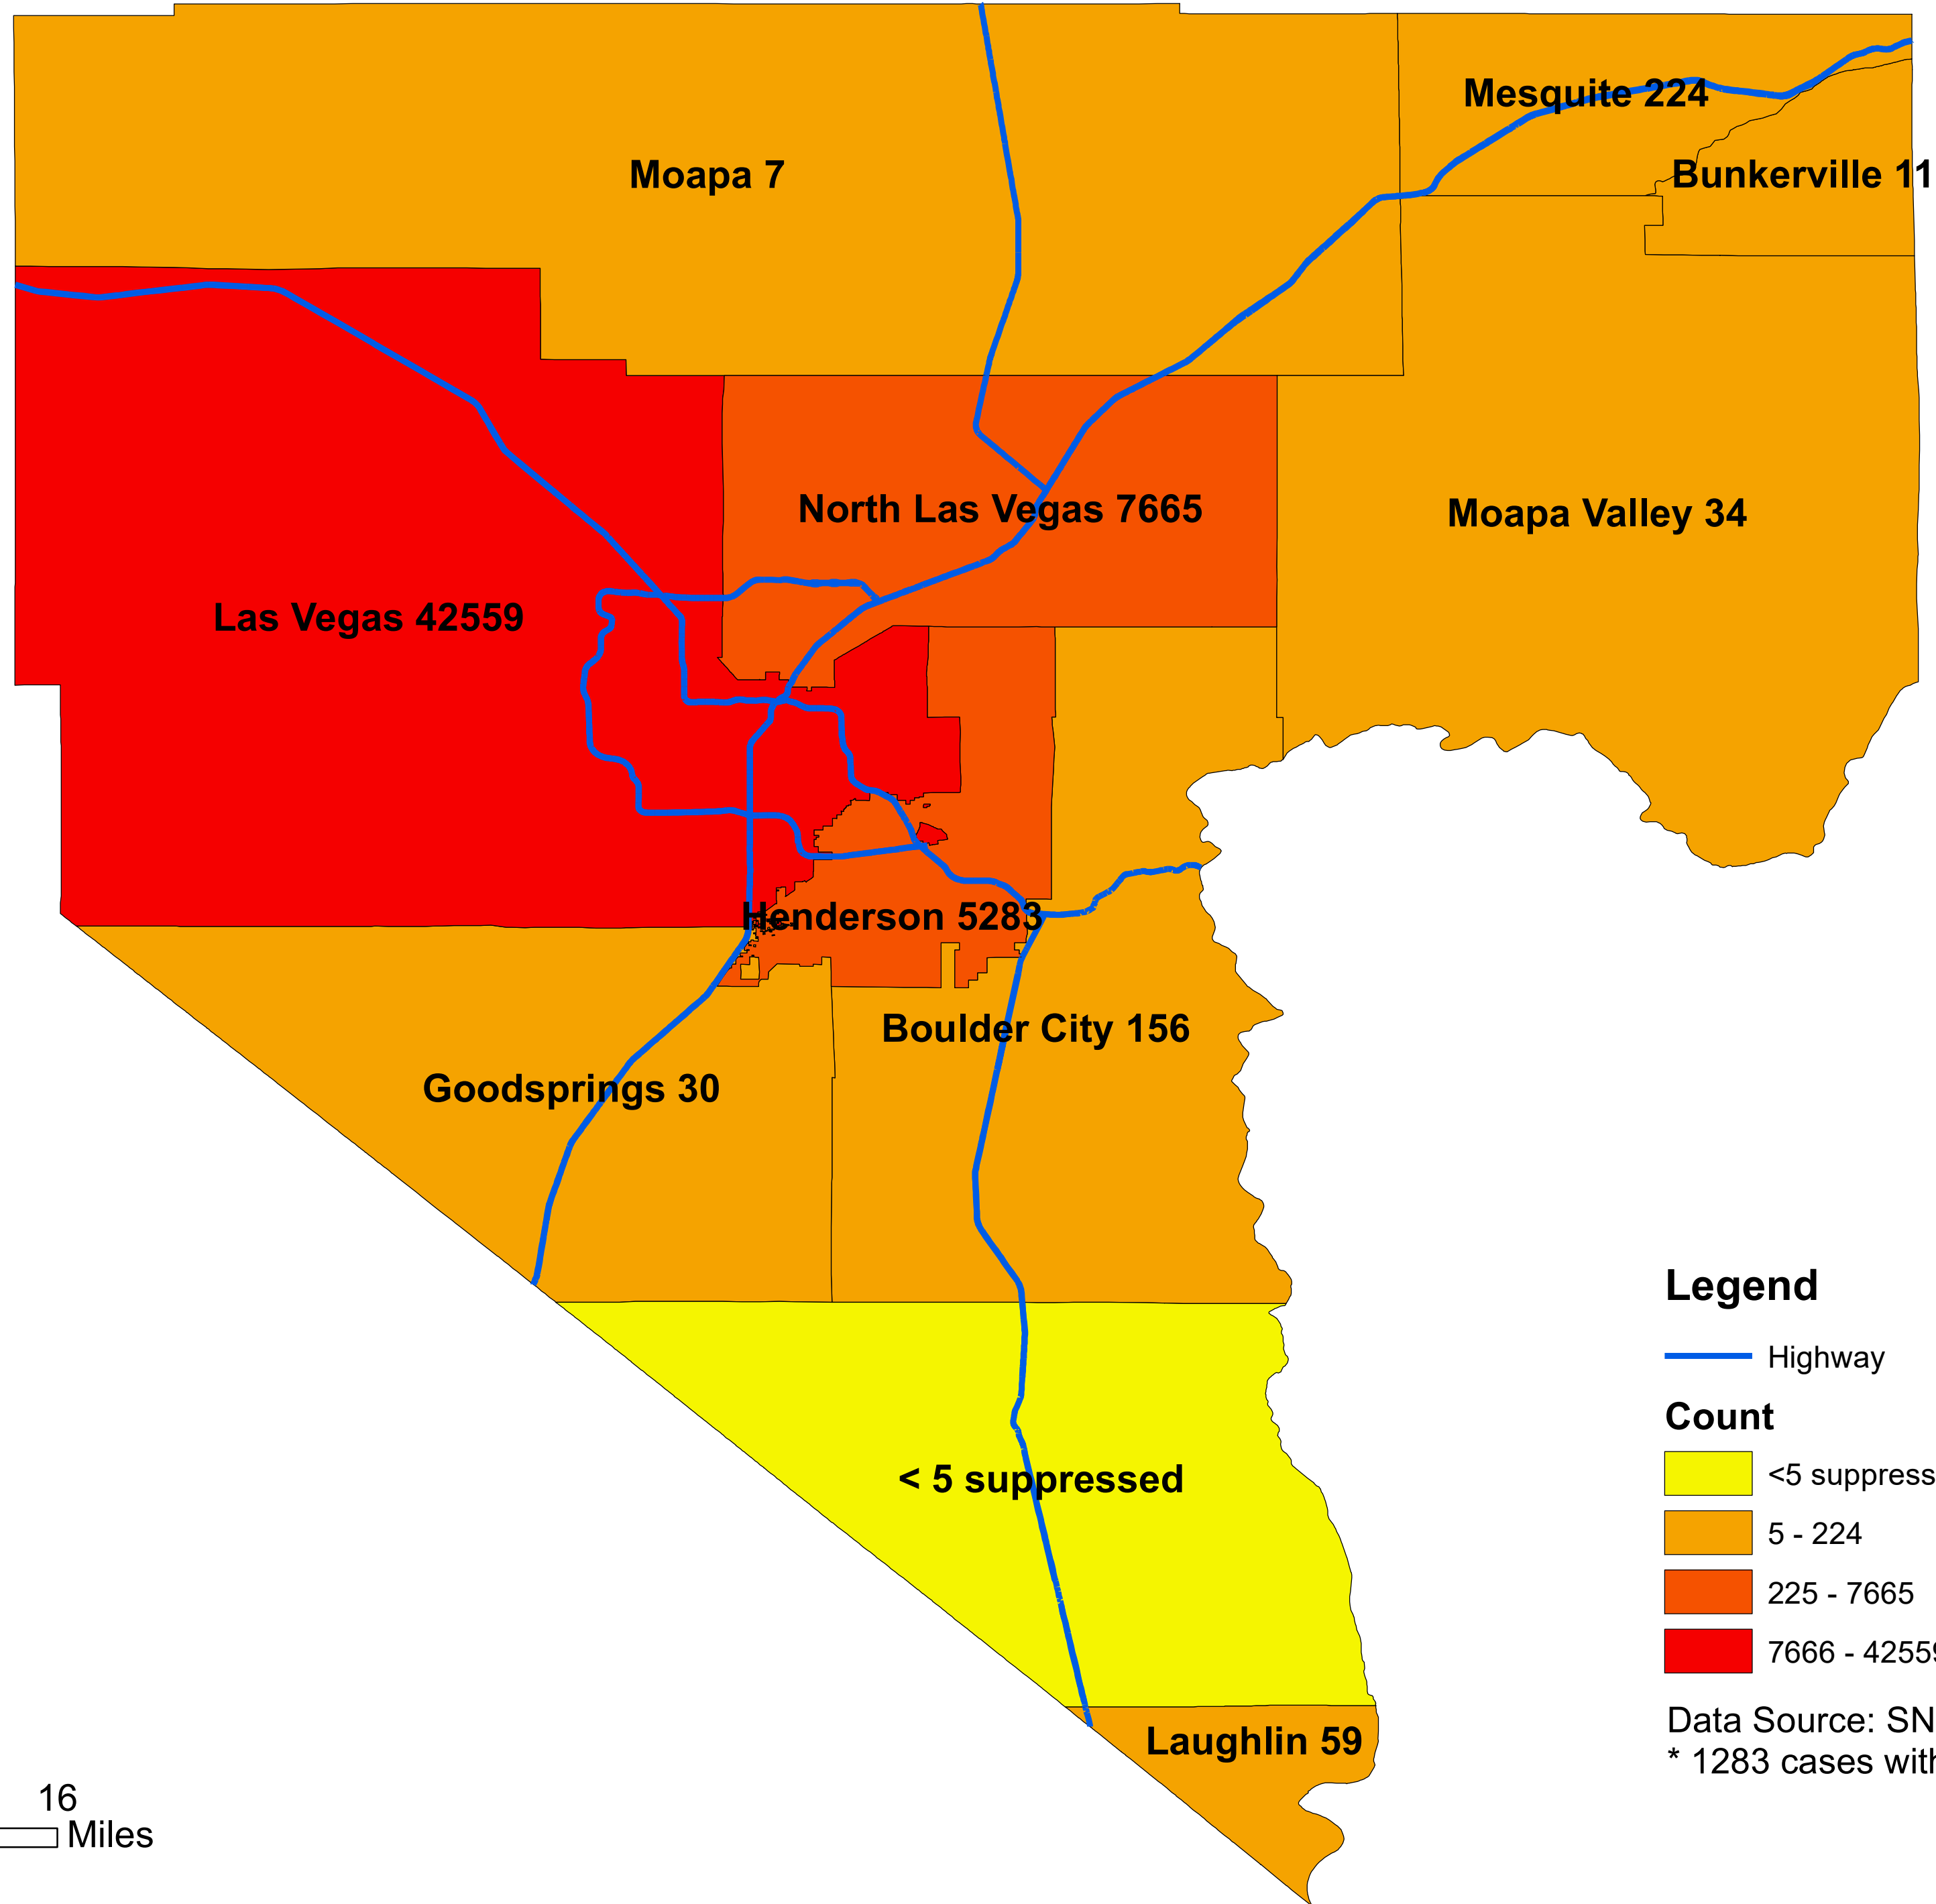 Mesquite 224
Moapa 7
Bunkerville 11
North Las Vegas 7665
Moapa Valley 34
Las Vegas 42559
Henderson 5283
Boulder City 156
Goodsprings 30
< 5 suppressed
Laughlin 59
Legend
Highway
Count
<5 suppress
5 - 224
225 - 7665
7666 - 42559
Data Source: SN
* 1283 cases with
16
Miles